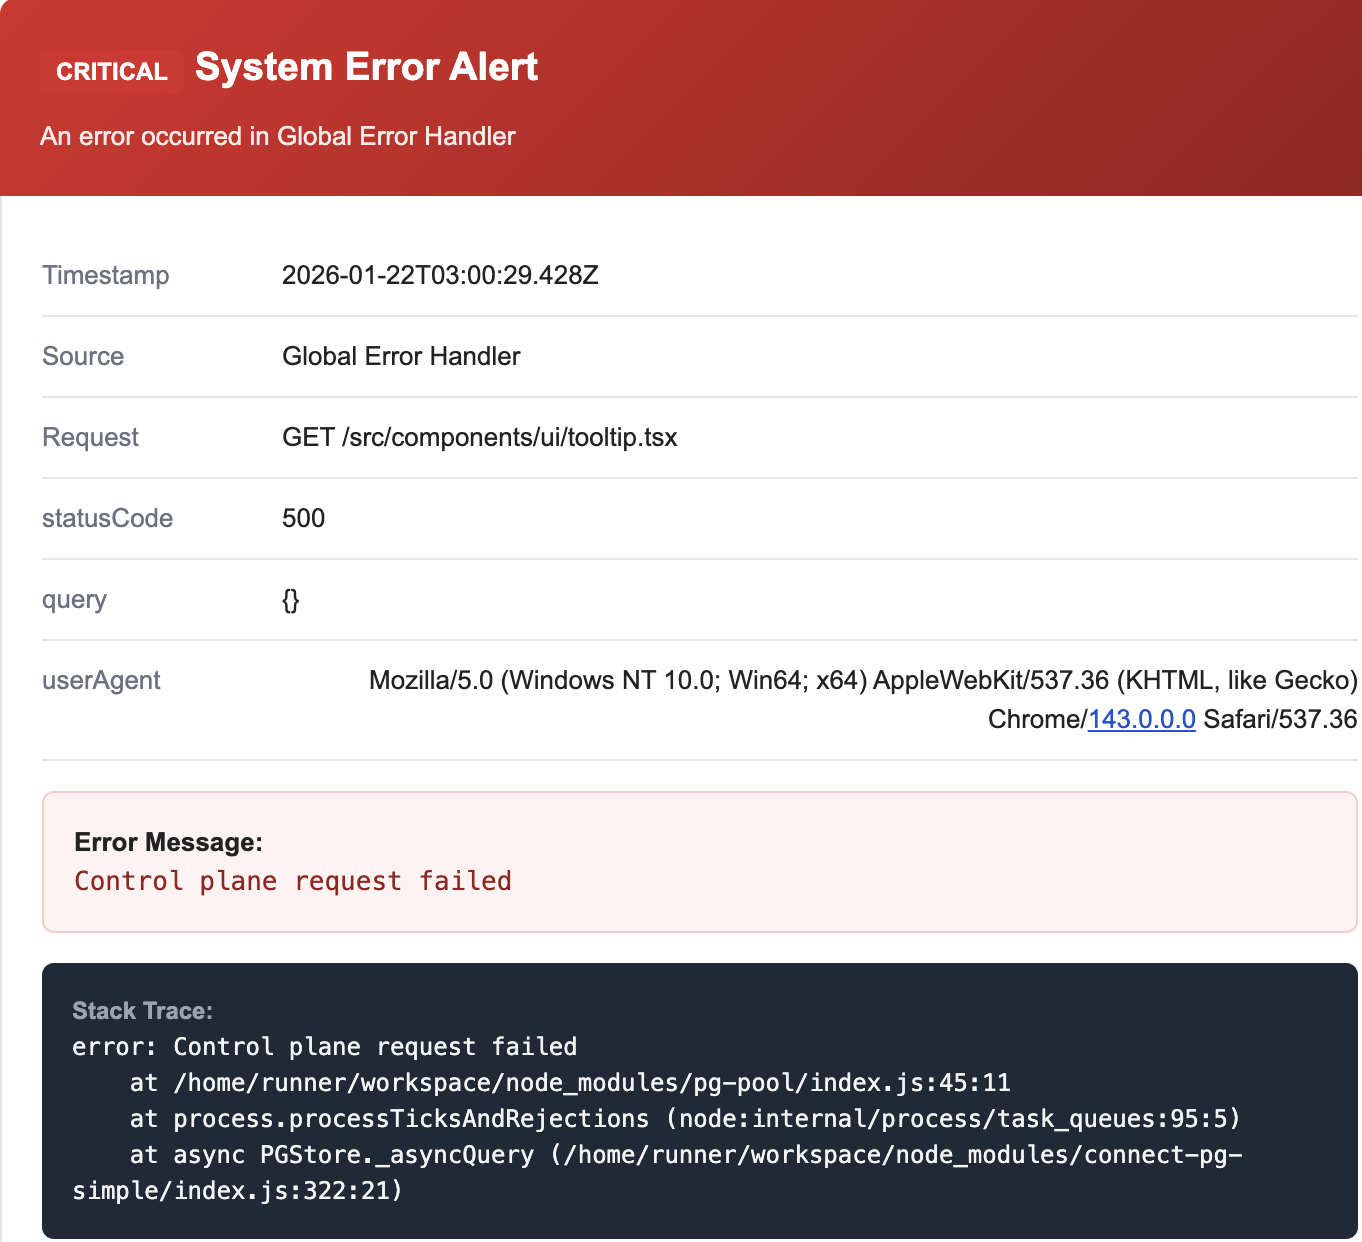 CRITICAL System Error Alert
An error occurred in Global Error Handler
Timestamp 2026-01-22T03:00:29.428Z
Source Global Error Handler
Request GET /src/components/ui/tooltip.tsx
statusCode 500
query {}
userAgent Mozilla/5.0 (Windows NT 10.0; Win64; x64) AppleWebKit/537.36 (KHTML, like Gecko)
Chrome/143.0.0.0 Safari/537.36
Error Message:
Control plane request failed
Stack Trace:
error: Control plane request failed
    at /home/runner/workspace/node_modules/pg-pool/index.js:45:11
    at process.processTicksAndRejections (node:internal/process/task_queues:95:5)
    at async PGStore._asyncQuery (/home/runner/workspace/node_modules/connect-pg-
simple/index.js:322:21)